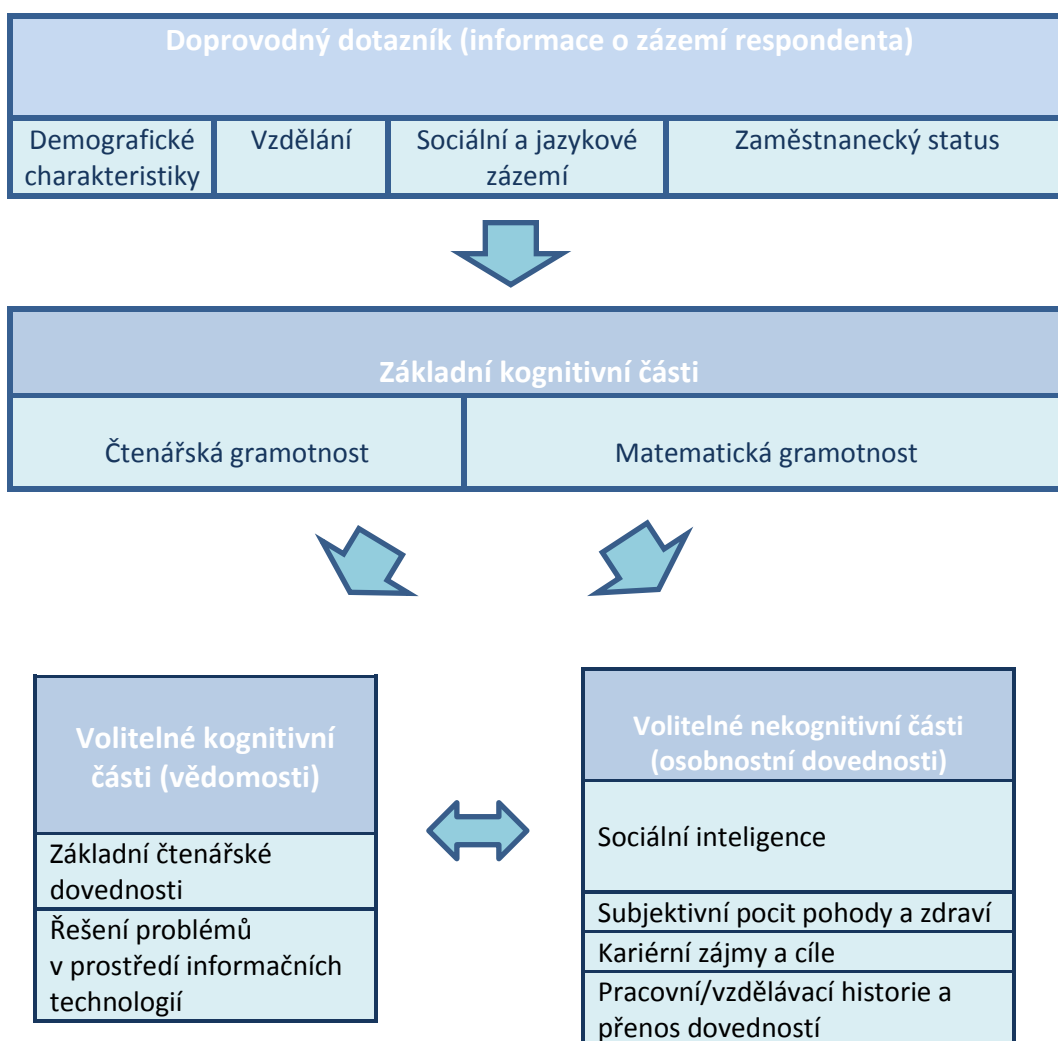 Doprovodný dotazník (informace o zázemí respondenta)
Demografické
charakteristiky
Vzdělání
Sociální a jazykové
zázemí
Zaměstnanecký status
Základní kognitivní části
Čtenářská gramotnost
Matematická gramotnost
Volitelné kognitivní
části (vědomosti)
Základní čtenářské
dovednosti
Řešení problémů
v prostředí informačních
technologií
Volitelné nekognitivní části
(osobnostní dovednosti)
Sociální inteligence
Subjektivní pocit pohody a zdraví
Kariérní zájmy a cíle
Pracovní/vzdělávací historie a
přenos dovedností